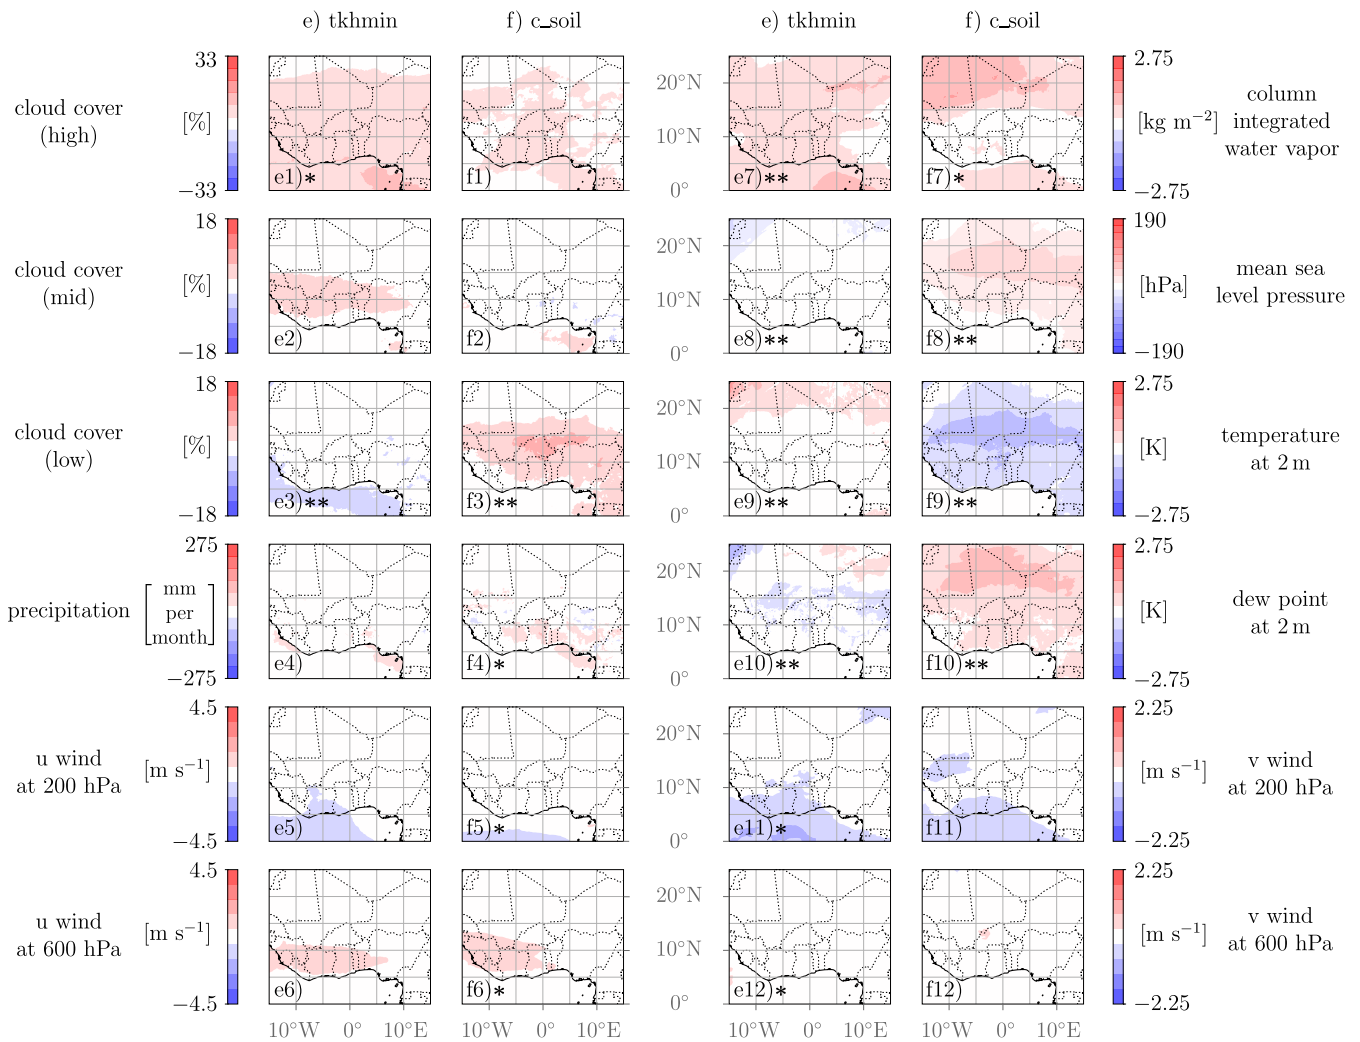 e) tkhmin
f) c_soil
e) tkhmin
f) c_soil
cloud cover
(high)
33
[%]
−33
e1)*
f1)
20°N
10°N
0°
e7)**
f7)*
2.75
[kg m−2]
−2.75
column
integrated
water vapor
cloud cover
(mid)
18
[%]
−18
e2)
f2)
20°N
10°N
0°
e8)**
f8)**
190
[hPa]
−190
mean sea
level pressure
cloud cover
(low)
18
[%]
−18
e3)**
f3)**
20°N
10°N
0°
e9)**
f9)**
2.75
[K]
−2.75
temperature
at 2 m
precipitation
275
mm
per
month
−275
e4)
f4)*
20°N
10°N
0°
e10)**
f10)**
2.75
[K]
−2.75
dew point
at 2 m
u wind
at 200 hPa
4.5
[m s−1]
−4.5
e5)
f5)*
20°N
10°N
0°
e11)*
f11)
2.25
[m s−1]
−2.25
v wind
at 200 hPa
u wind
at 600 hPa
4.5
[m s−1]
−4.5
e6)
f6)*
20°N
10°N
0°
e12)*
f12)
2.25
[m s−1]
−2.25
v wind
at 600 hPa
10°W 0° 10°E
10°W 0° 10°E
10°W 0° 10°E
10°W 0° 10°E